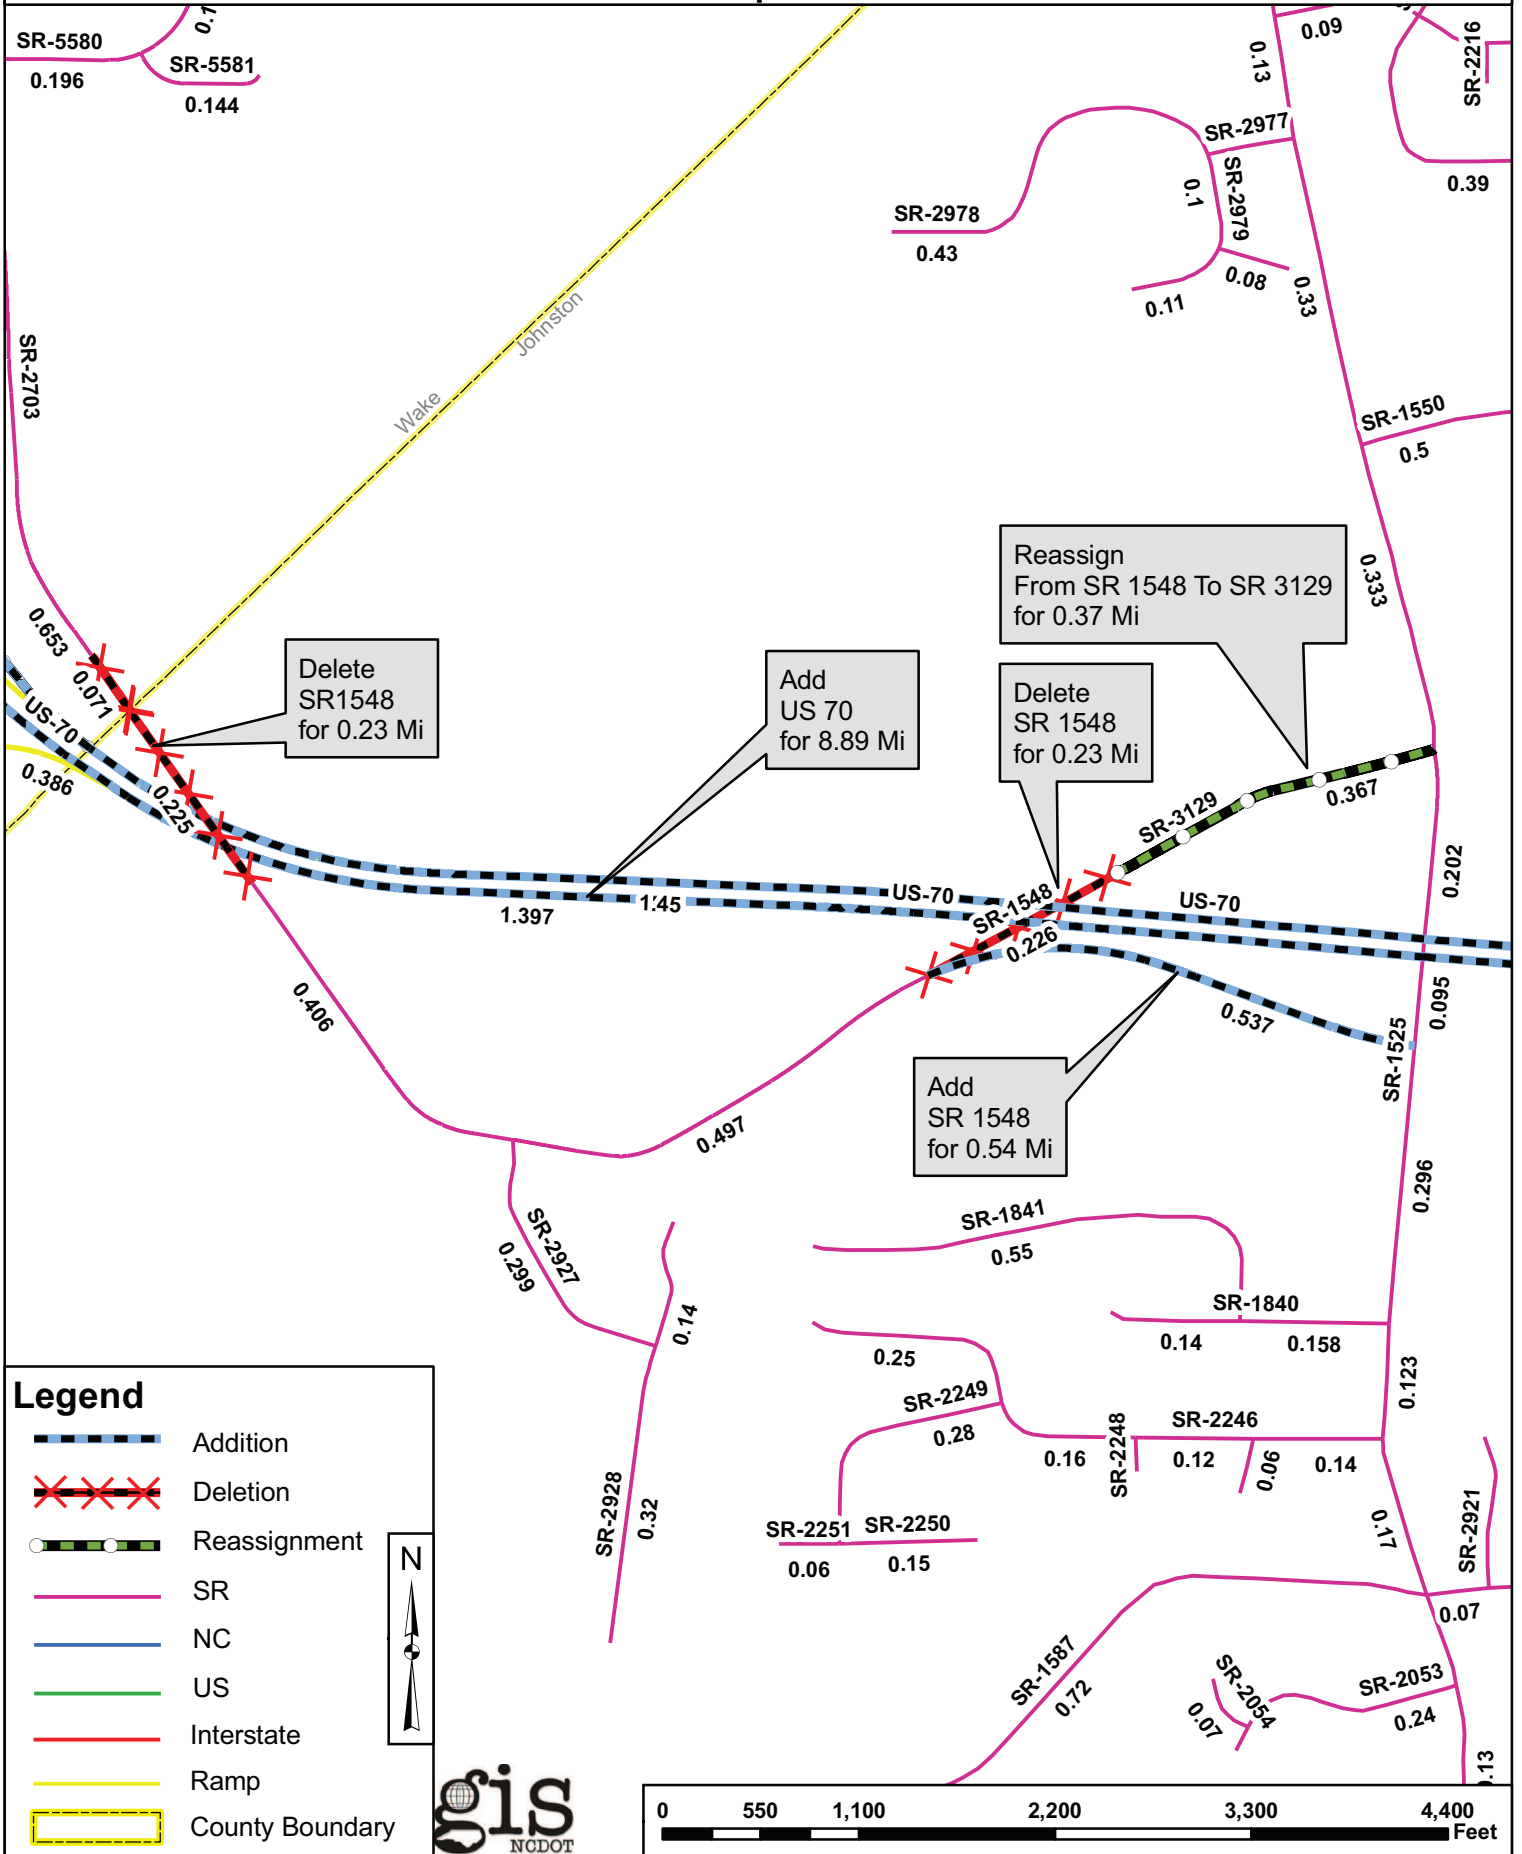 SR-5580
0.196
0.1
SR-5581
0.144
0.09
0.13
SR-2216
SR-2977
0.39
SR-2978
0.43
0.1
SR-2979
0.08
0.11
0.33
SR-2703
Johnston
Wake
SR-1550
0.5
0.333
Reassign
From SR 1548 To SR 3129
for 0.37 Mi
0.653
0.071
Delete
SR1548
for 0.23 Mi
Add
US 70
for 8.89 Mi
Delete
SR 1548
for 0.23 Mi
US-70
0.386
0.225
SR-3129
0.367
0.202
1.397
1.45
US-70
SR-1548
0.226
US-70
0.095
0.406
0.537
SR-1525
Add
SR 1548
for 0.54 Mi
0.497
0.296
SR-2927
0.299
0.14
SR-1841
0.55
SR-1840
0.14
0.158
0.25
0.123
SR-2249
0.28
SR-2246
0.16
SR-2248
0.12
0.06
0.14
SR-2928
0.32
SR-2251
SR-2250
0.06
0.15
0.17
SR-2921
0.07
SR-1587
0.72
SR-2054
0.07
SR-2053
0.24
.13
Legend
Addition
Deletion
Reassignment
SR
NC
US
Interstate
Ramp
County Boundary
N
gis
NCDOT
0 550 1,100 2,200 3,300 4,400
Feet